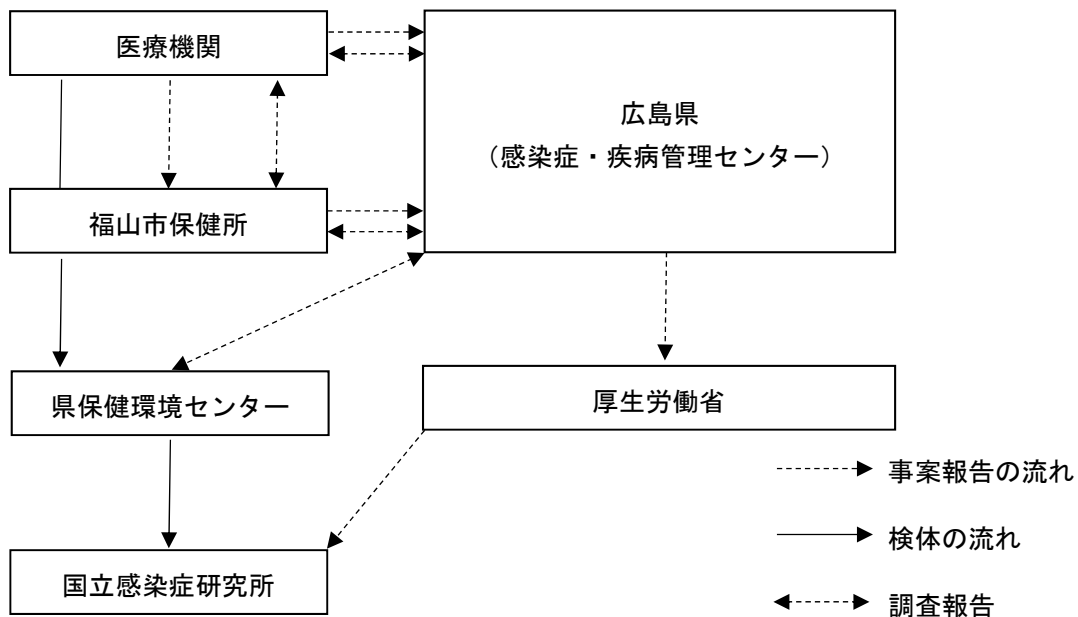 医療機関
広島県
（感染症・疾病管理センター）
福山市保健所
県保健環境センター
厚生労働省
国立感染症研究所
事案報告の流れ
検体の流れ
調査報告